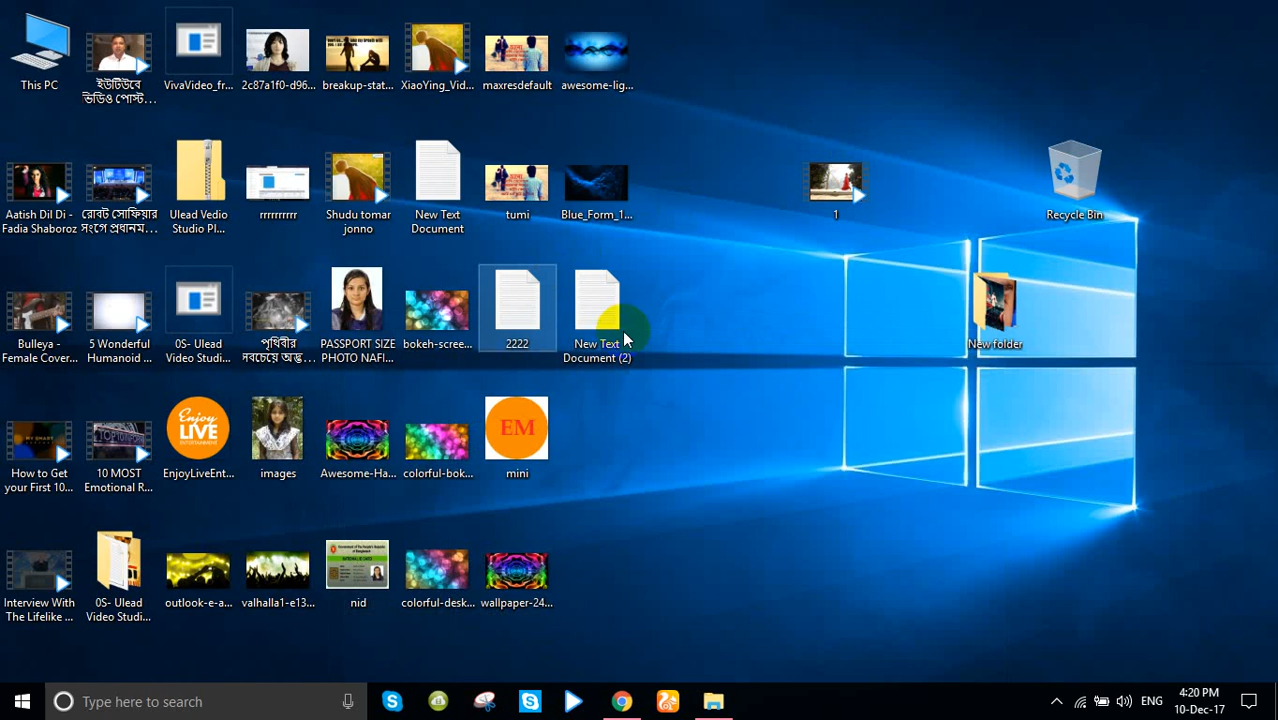 This PC
ইউটিউবে
ভিডিও পোস্ট...
VivaVideo_fr...
2c87a1f0-d96...
breakup-stat...
XiaoYing_Vid...
maxresdefault
awesome-lig...
Aatish Dil Di -
Fadia Shaboroz
রোবট সোফিয়ার
সংগে প্রধানম...
Ulead Vedio
Studio Pl...
rrrrrrrrrr
Shudu tomar
jonno
New Text
Document
tumi
Blue_Form_1...
1
Recycle Bin
Bulleya -
Female Cover...
5 Wonderful
Humanoid ...
0S- Ulead
Video Studi...
পৃথিবীর
নবচেয়ে অদ্ভু...
PASSPORT SIZE
PHOTO NAFI...
bokeh-scree...
2222
New Text
Document (2)
New folder
How to Get
your First 10...
10 MOST
Emotional R...
Enjoy
LIVE
EnjoyLiveEnt...
images
Awesome-Ha...
colorful-bok...
EM
mini
Interview With
The Lifelike ...
0S- Ulead
Video Studi...
outlook-e-a...
valhalla1-e13...
nid
colorful-desk...
wallpaper-24...
Type here to search
ENG
4:20 PM
10-Dec-17